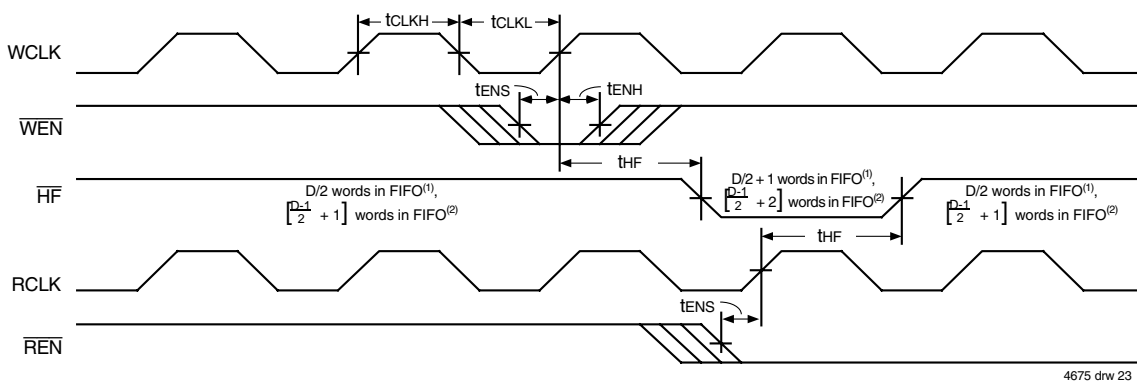 tCLKH tCLKL
WCLK
tENS tENH
WEN
tHF
HF
D/2 words in FIFO(1),
[D-1/2 + 1] words in FIFO(2)
D/2 + 1 words in FIFO(1),
[D-1/2 + 2] words in FIFO(2)
D/2 words in FIFO(1),
[D-1/2 + 1] words in FIFO(2)
tHF
RCLK
tENS
REN
4675 drw 23